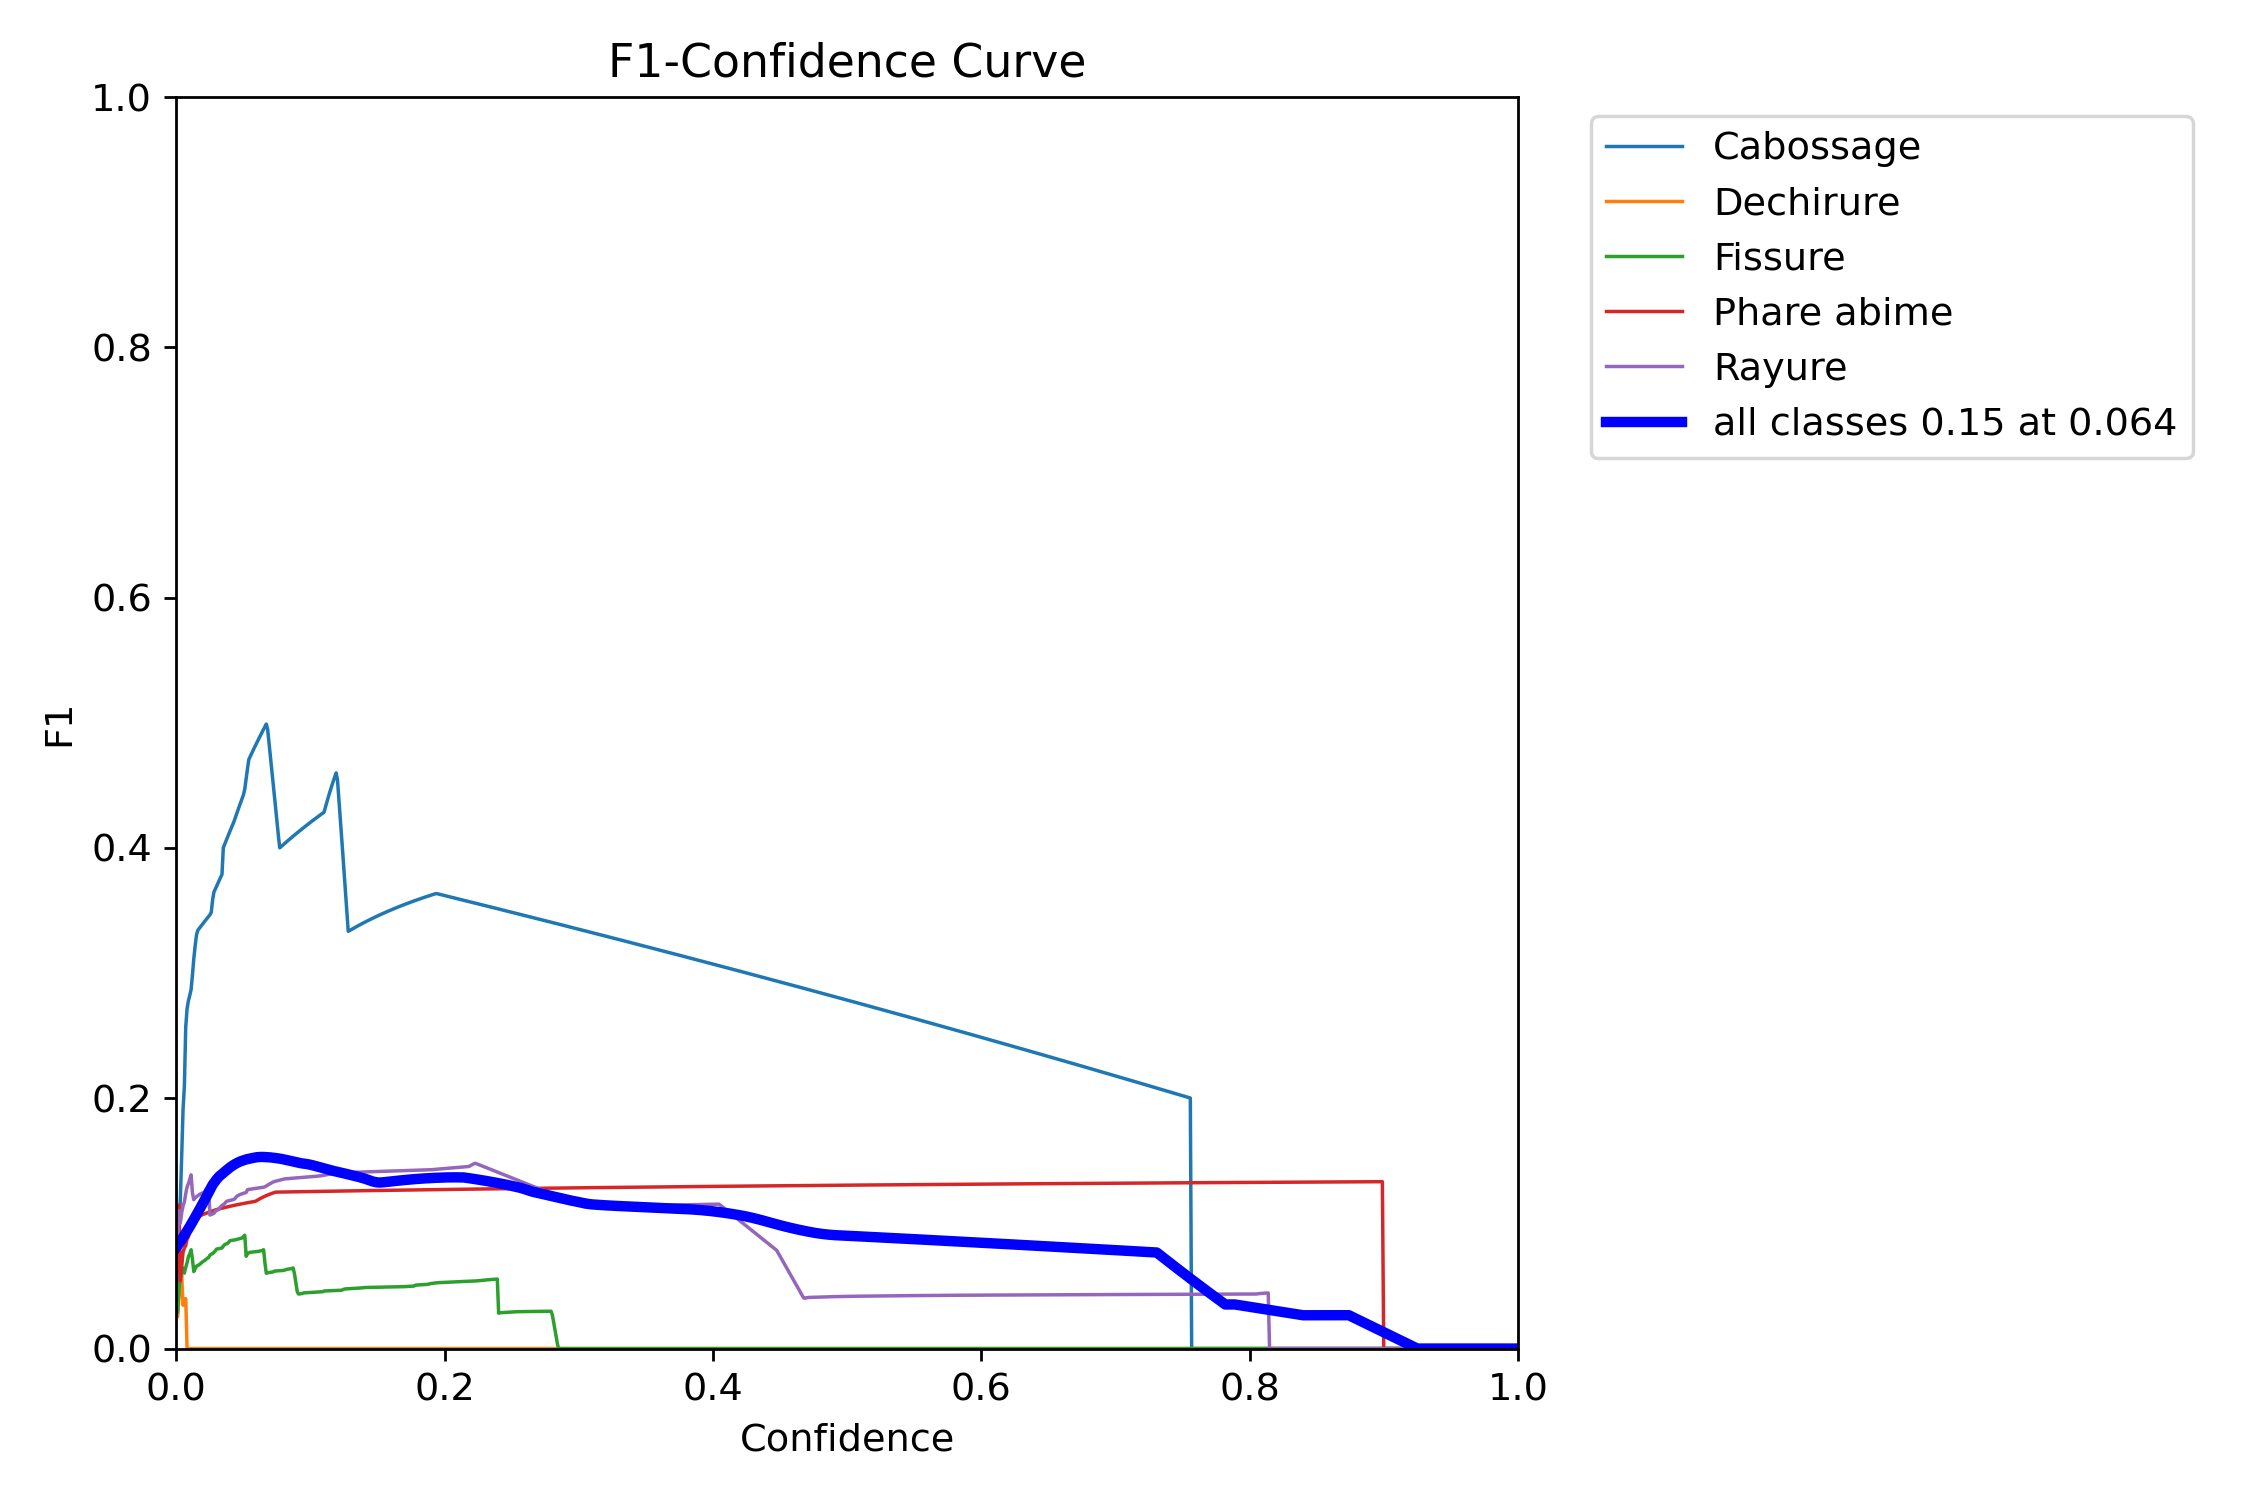 F1-Confidence Curve
1.0
0.8
0.6
0.4
0.2
0.0
F1
0.0 0.2 0.4 0.6 0.8 1.0
Confidence
Cabossage
Dechirure
Fissure
Phare abime
Rayure
all classes 0.15 at 0.064